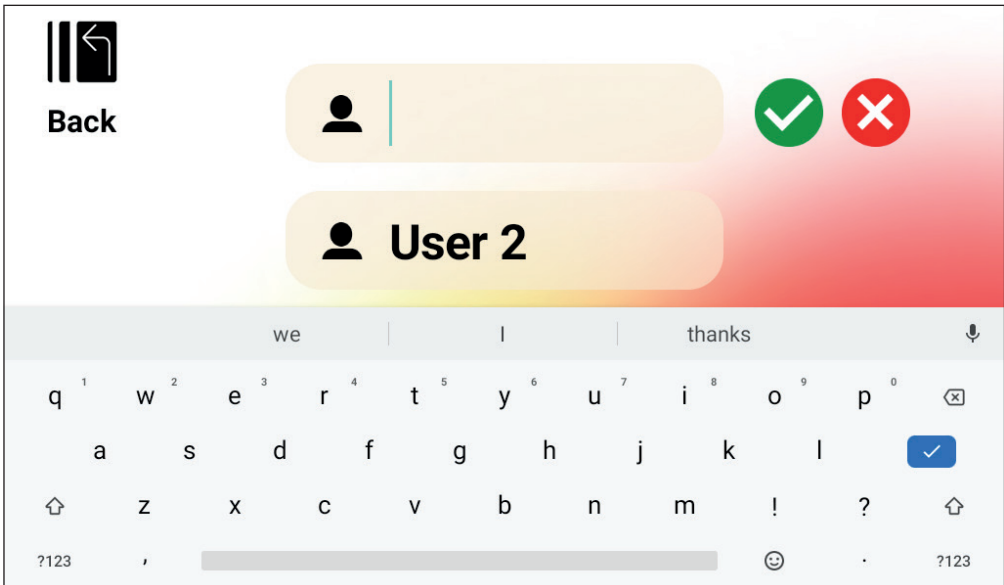 Back
User 2
we I thanks
q 1 w 2 e 3 r 4 t 5 y 6 u 7 i 8 o 9 p 0
a s d f g h j k l
z x c v b n m ! ?
?123 , . ?123